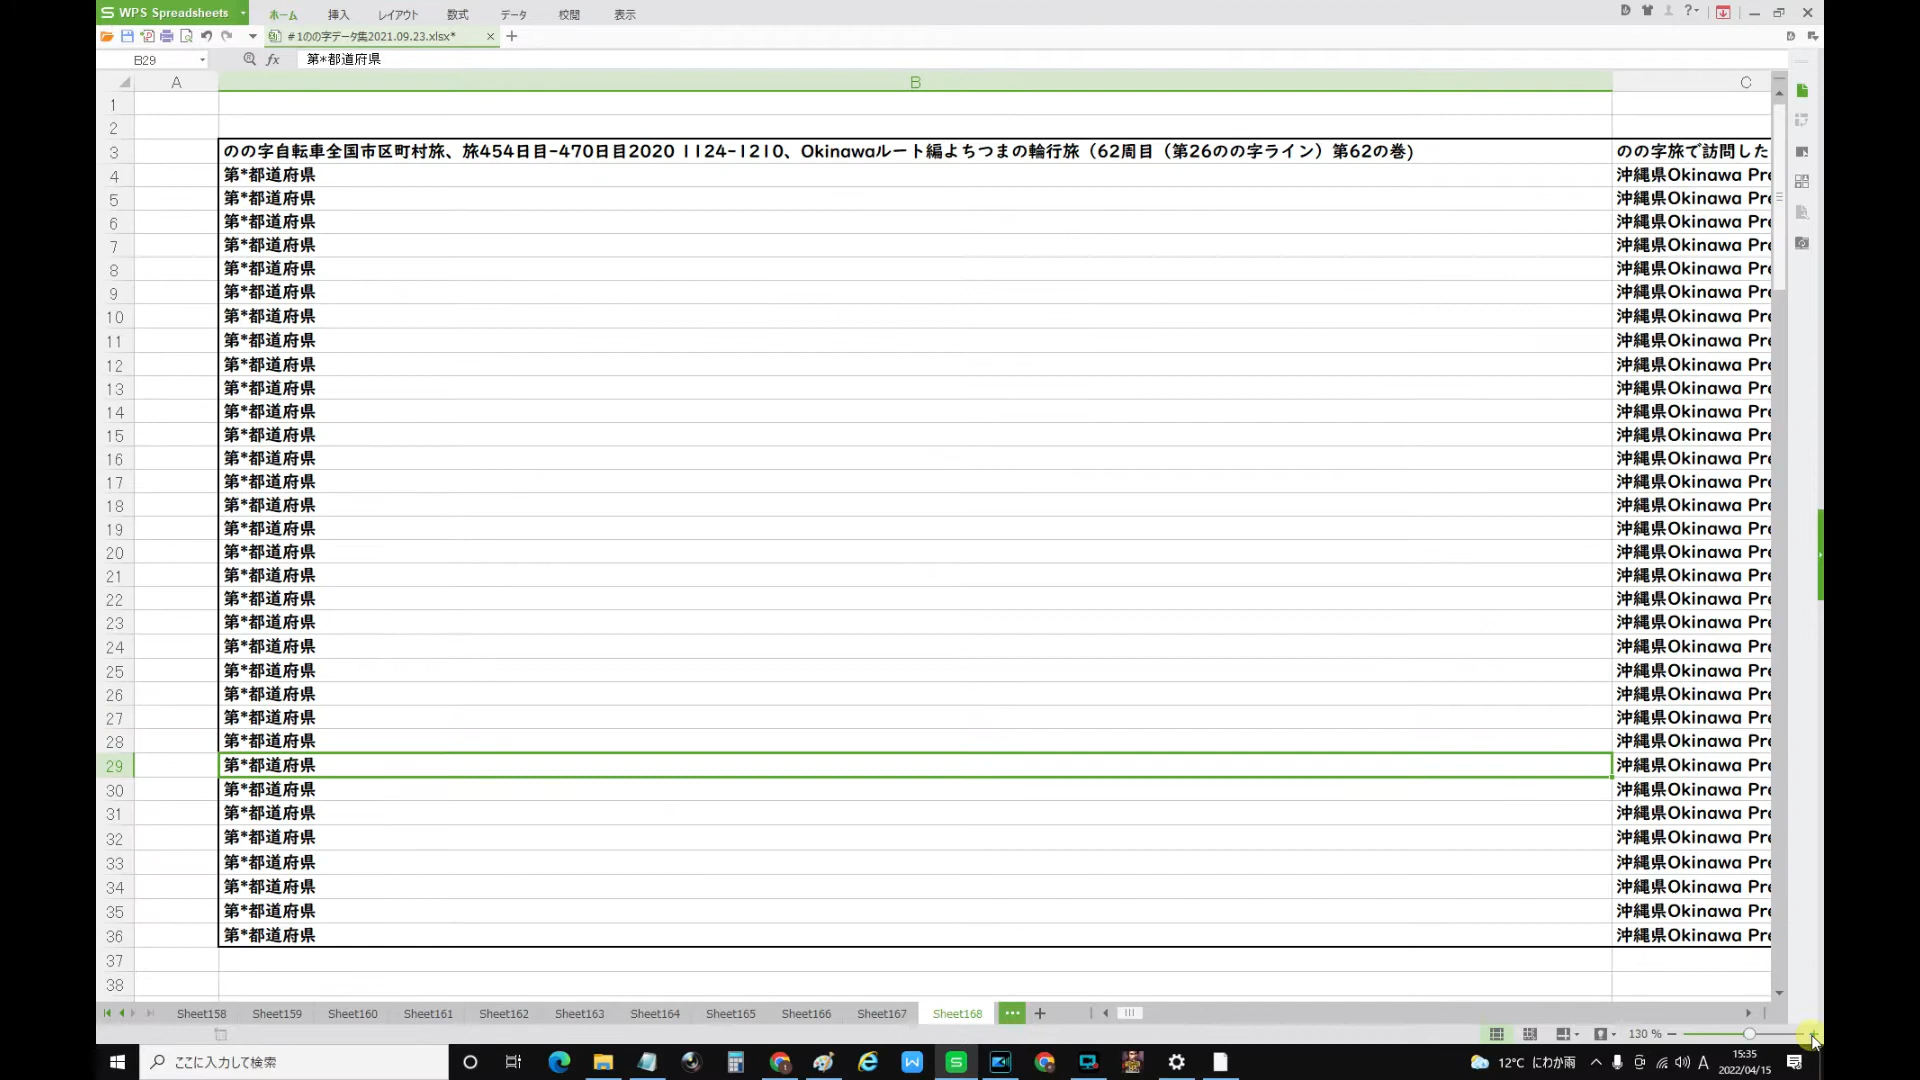 WPS Spreadsheets
ホーム 挿入 レイアウト 数式 データ 校閲 表示
#1のの字データ集2021.09.23.xlsx*
B29
fx
第*都道府県
A B C
1
2
3 のの字自転車全国市区町村旅、旅454日目-470日目2020 1124-1210、Okinawaルート編よちつまの輪行旅（62周目（第26のの字ライン）第62の巻) のの字旅で訪問した
4 第*都道府県 沖縄県Okinawa Pre
5 第*都道府県 沖縄県Okinawa Pre
6 第*都道府県 沖縄県Okinawa Pre
7 第*都道府県 沖縄県Okinawa Pre
8 第*都道府県 沖縄県Okinawa Pre
9 第*都道府県 沖縄県Okinawa Pre
10 第*都道府県 沖縄県Okinawa Pre
11 第*都道府県 沖縄県Okinawa Pre
12 第*都道府県 沖縄県Okinawa Pre
13 第*都道府県 沖縄県Okinawa Pre
14 第*都道府県 沖縄県Okinawa Pre
15 第*都道府県 沖縄県Okinawa Pre
16 第*都道府県 沖縄県Okinawa Pre
17 第*都道府県 沖縄県Okinawa Pre
18 第*都道府県 沖縄県Okinawa Pre
19 第*都道府県 沖縄県Okinawa Pre
20 第*都道府県 沖縄県Okinawa Pre
21 第*都道府県 沖縄県Okinawa Pre
22 第*都道府県 沖縄県Okinawa Pre
23 第*都道府県 沖縄県Okinawa Pre
24 第*都道府県 沖縄県Okinawa Pre
25 第*都道府県 沖縄県Okinawa Pre
26 第*都道府県 沖縄県Okinawa Pre
27 第*都道府県 沖縄県Okinawa Pre
28 第*都道府県 沖縄県Okinawa Pre
29 第*都道府県 沖縄県Okinawa Pre
30 第*都道府県 沖縄県Okinawa Pre
31 第*都道府県 沖縄県Okinawa Pre
32 第*都道府県 沖縄県Okinawa Pre
33 第*都道府県 沖縄県Okinawa Pre
34 第*都道府県 沖縄県Okinawa Pre
35 第*都道府県 沖縄県Okinawa Pre
36 第*都道府県 沖縄県Okinawa Pre
37
38
Sheet158 Sheet159 Sheet160 Sheet161 Sheet162 Sheet163 Sheet164 Sheet165 Sheet166 Sheet167 Sheet168
130 %
ここに入力して検索
12°C にわか雨
A
15:35
2022/04/15